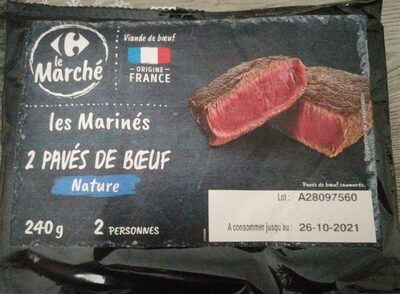 le
Marché
Viande de bœuf
ORIGINE
FRANCE
les Marinés
2 PAVÉS DE BŒUF
Nature
240g 2 PERSONNES
Pavés de bœuf saumurés.
Lot: A28097560
A consommer jusqu'au: 26-10-2021